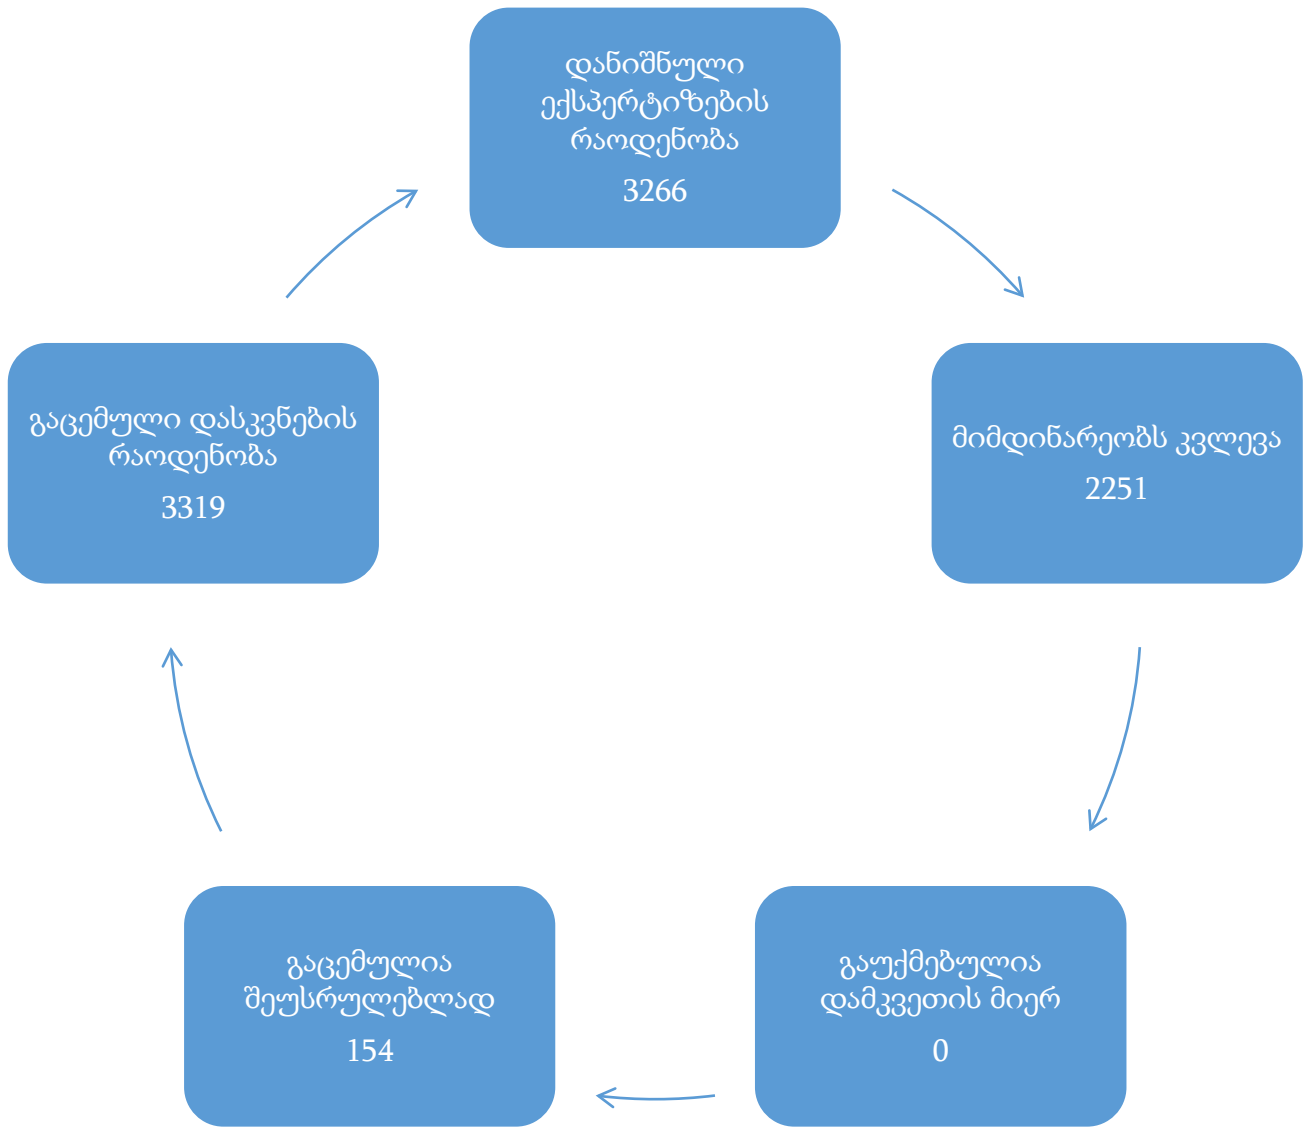 დანიშნული
ექსპერტიზების
რაოდენობა
3266
მიმდინარეობს კვლევა
2251
გაუქმებულია
დამკვეთის მიერ
0
გაცემულია
შეუსრულებლად
154
გაცემული დასკვნების
რაოდენობა
3319